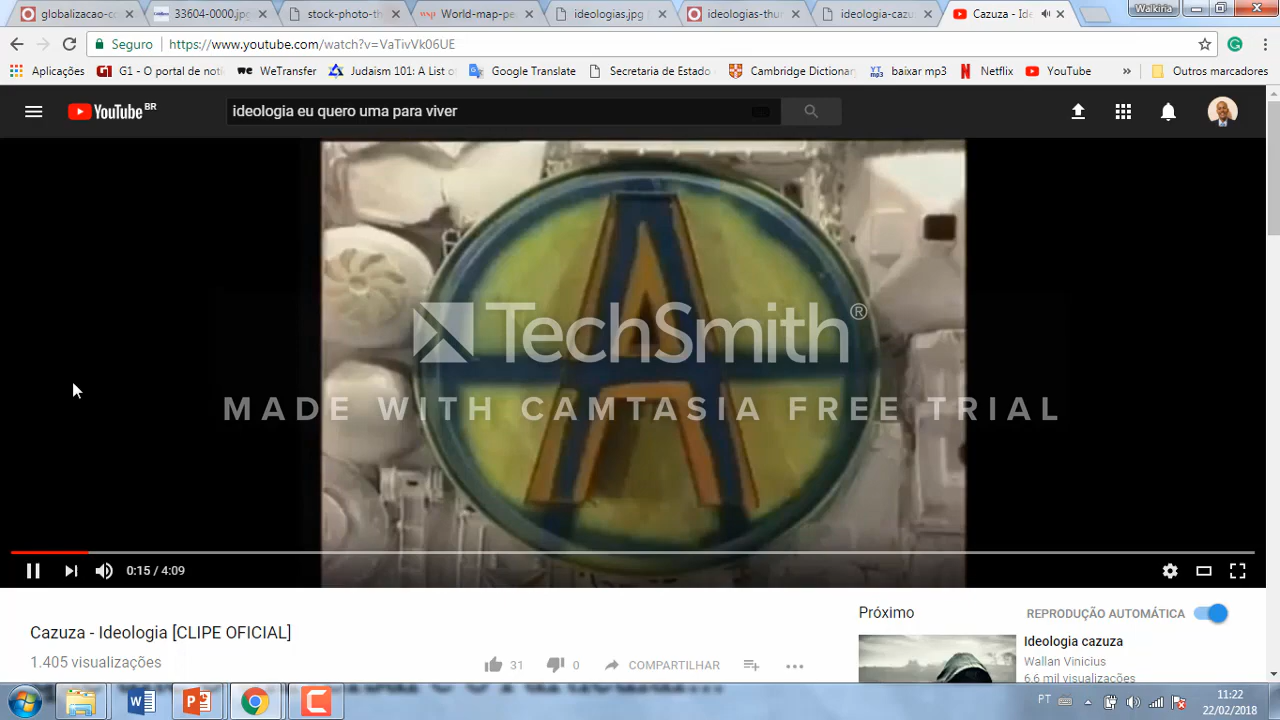 globalizacao-co
33604-0000.jpg
stock-photo-th
World-map-pe
ideologias.jpg (
ideologias-thun
ideologia-cazuz
Cazuza - Ide
Walkiria
Seguro
https://www.youtube.com/watch?v=VaTivVk06UE
Aplicações
G1 - O portal de noti
WeTransfer
Judaism 101: A List o
Google Translate
Secretaria de Estado
Cambridge Dictionar
baixar mp3
Netflix
YouTube
»
Outros marcadores
YouTube BR
ideologia eu quero uma para viver
A
TechSmith®
MADE WITH CAMTASIA FREE TRIAL
0:15 / 4:09
Cazuza - Ideologia [CLIPE OFICIAL]
1.405 visualizações
31
0
COMPARTILHAR
Próximo
REPRODUÇÃO AUTOMÁTICA
Ideologia cazuza
Wallan Vinicius
6,6 mil visualizações
PT
11:22
22/02/2018